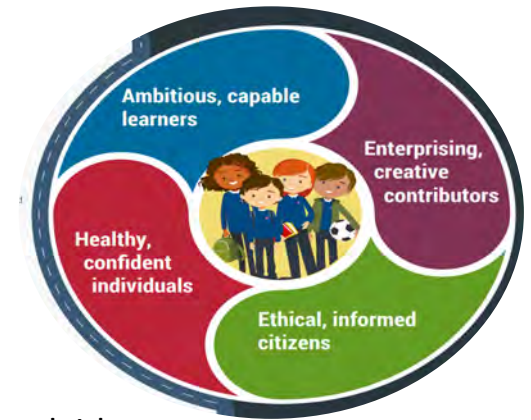 Ambitious, capable
learners
Enterprising,
creative
contributors
Healthy,
confident
individuals
Ethical, informed
citizens